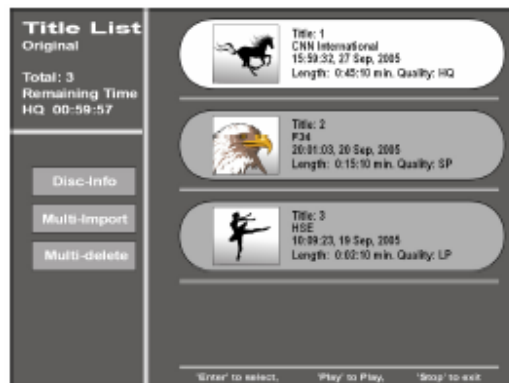 Title List
Original
Total: 3
Remaining Time
HQ 00:59:57
Disc-Info
Multi-Import
Multi-delete
Title: 1
CNN International
15:59:32, 27 Sep, 2005
Length: 0:45:10 min. Quality: HQ
Title: 2
P34
20:01:03, 20 Sep, 2005
Length: 0:15:10 min. Quality: SP
Title: 3
HSE
10:09:23, 19 Sep, 2005
Length: 0:02:10 min. Quality: LP
'Enter' to select, 'Play' to Play, 'Stop' to exit